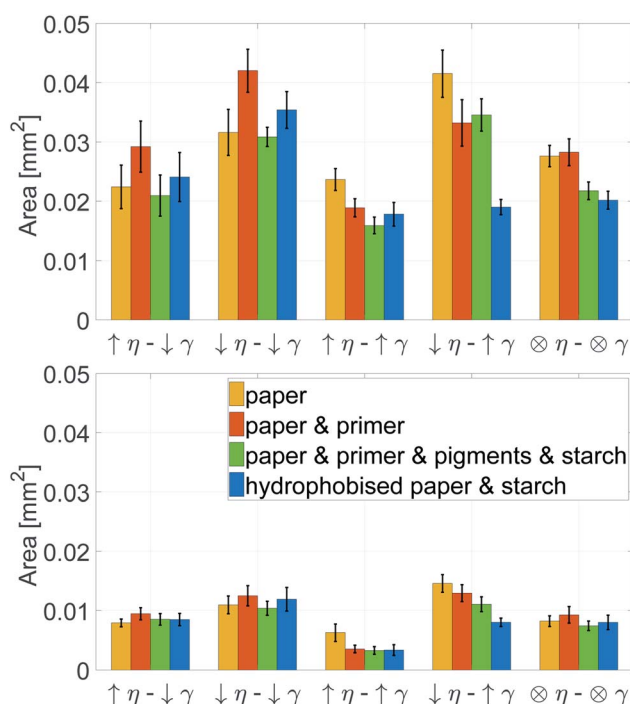 0.05
0.04
0.03
0.02
0.01
0
Area [mm²]
↑ η - ↓ γ ↓ η - ↓ γ ↑ η - ↑ γ ↓ η - ↑ γ ⊗ η - ⊗ γ
0.05
0.04
0.03
0.02
0.01
0
Area [mm²]
paper
paper & primer
paper & primer & pigments & starch
hydrophobised paper & starch
↑ η - ↓ γ ↓ η - ↓ γ ↑ η - ↑ γ ↓ η - ↑ γ ⊗ η - ⊗ γ